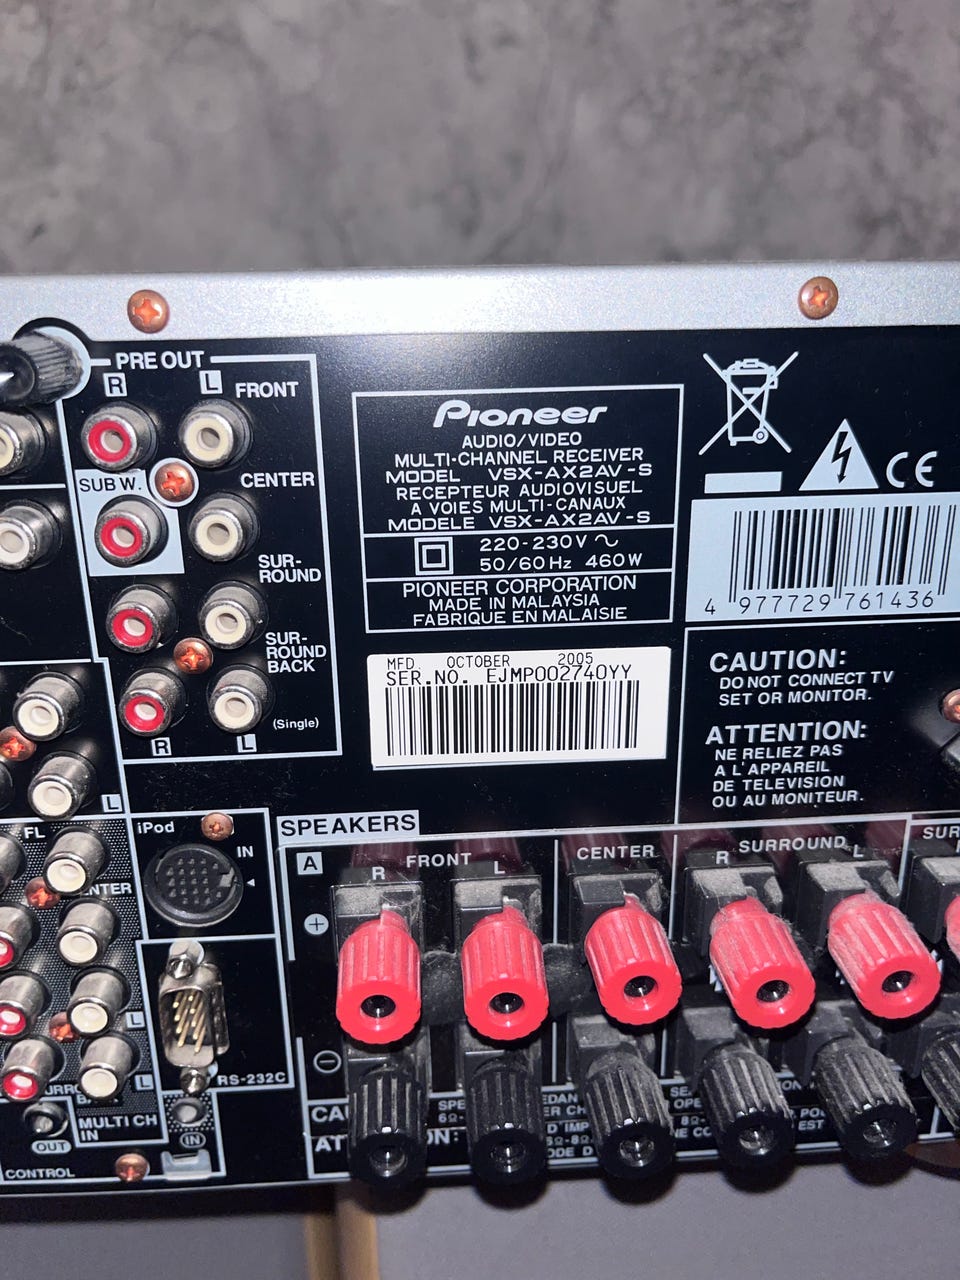 PRE OUT
R
L
FRONT
SUB W.
CENTER
SUR-
ROUND
SUR-
ROUND
BACK
(Single)
R
L
Pioneer
AUDIO/VIDEO
MULTI-CHANNEL RECEIVER
MODEL VSX-AX2AV-S
RECEPTEUR AUDIOVISUEL
A VOIES MULTI-CANAUX
MODELE VSX-AX2AV-S
220-230V ~
50/60Hz 460W
PIONEER CORPORATION
MADE IN MALAYSIA
FABRIQUE EN MALAISIE
CE
4 977729 761436
MFD. OCTOBER 2005
SER.NO. EJMP002740YY
CAUTION:
DO NOT CONNECT TV
SET OR MONITOR.
ATTENTION:
NE RELIEZ PAS
A L'APPAREIL
DE TELEVISION
OU AU MONITEUR.
L
FL
iPod
IN
SPEAKERS
A
FRONT
R
L
CENTER
SURROUND
R
L
+
−
L
L
RS-232C
MULTI CH
IN
OUT
IN
CONTROL